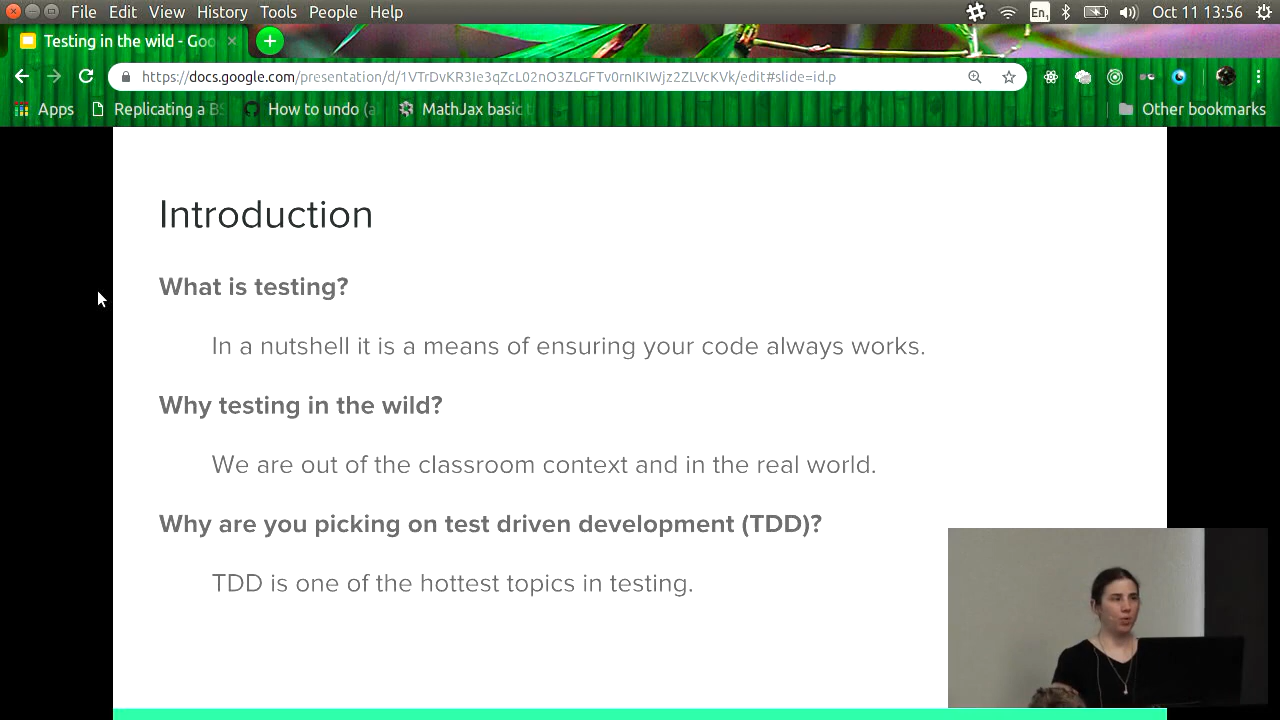 File Edit View History Tools People Help
En1
Oct 11 13:56
Testing in the wild - Goo
https://docs.google.com/presentation/d/1VTrDvKR3Ie3qZcL02nO3ZLGFTv0rnIKIWjz2ZLVcKVk/edit#slide=id.p
Apps
Replicating a BS
How to undo (a
MathJax basic t
Other bookmarks
Introduction
What is testing?
In a nutshell it is a means of ensuring your code always works.
Why testing in the wild?
We are out of the classroom context and in the real world.
Why are you picking on test driven development (TDD)?
TDD is one of the hottest topics in testing.